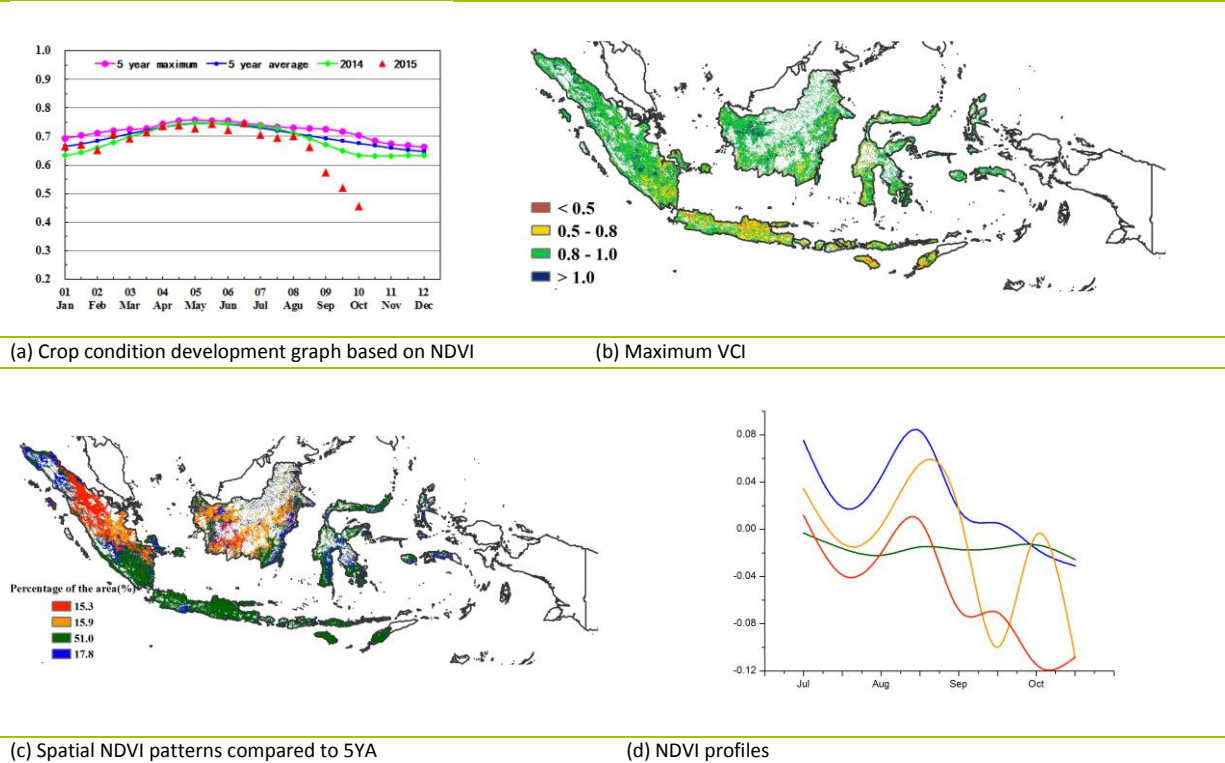 1.0
0.9
0.8
0.7
0.6
0.5
0.4
0.3
0.2
5 year maximum 5 year average 2014 2015
01 02 03 04 05 06 07 08 09 10 11 12
Jan Feb Mar Apr May Jun Jul Agu Sep Oct Nov Dec
< 0.5
0.5 - 0.8
0.8 - 1.0
> 1.0
(a) Crop condition development graph based on NDVI (b) Maximum VCI
Percentage of the area(%)
15.3
15.9
51.0
17.8
0.08
0.04
0.00
-0.04
-0.08
-0.12
Jul Aug Sep Oct
(c) Spatial NDVI patterns compared to 5YA (d) NDVI profiles